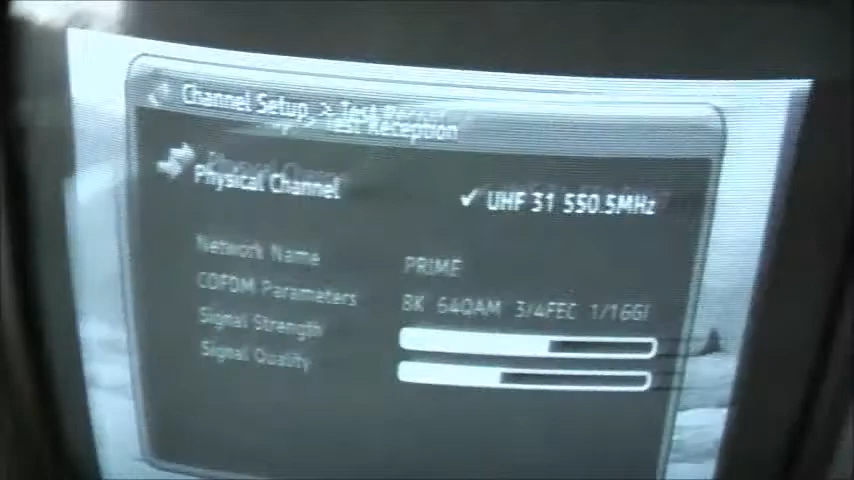 Channel Setup > Test Reception
Physical Channel ✓ UHF 31 550.5MHz
Network Name PRIME
COFDM Parameters 8K 64QAM 3/4FEC 1/16GI
Signal Strength
Signal Quality